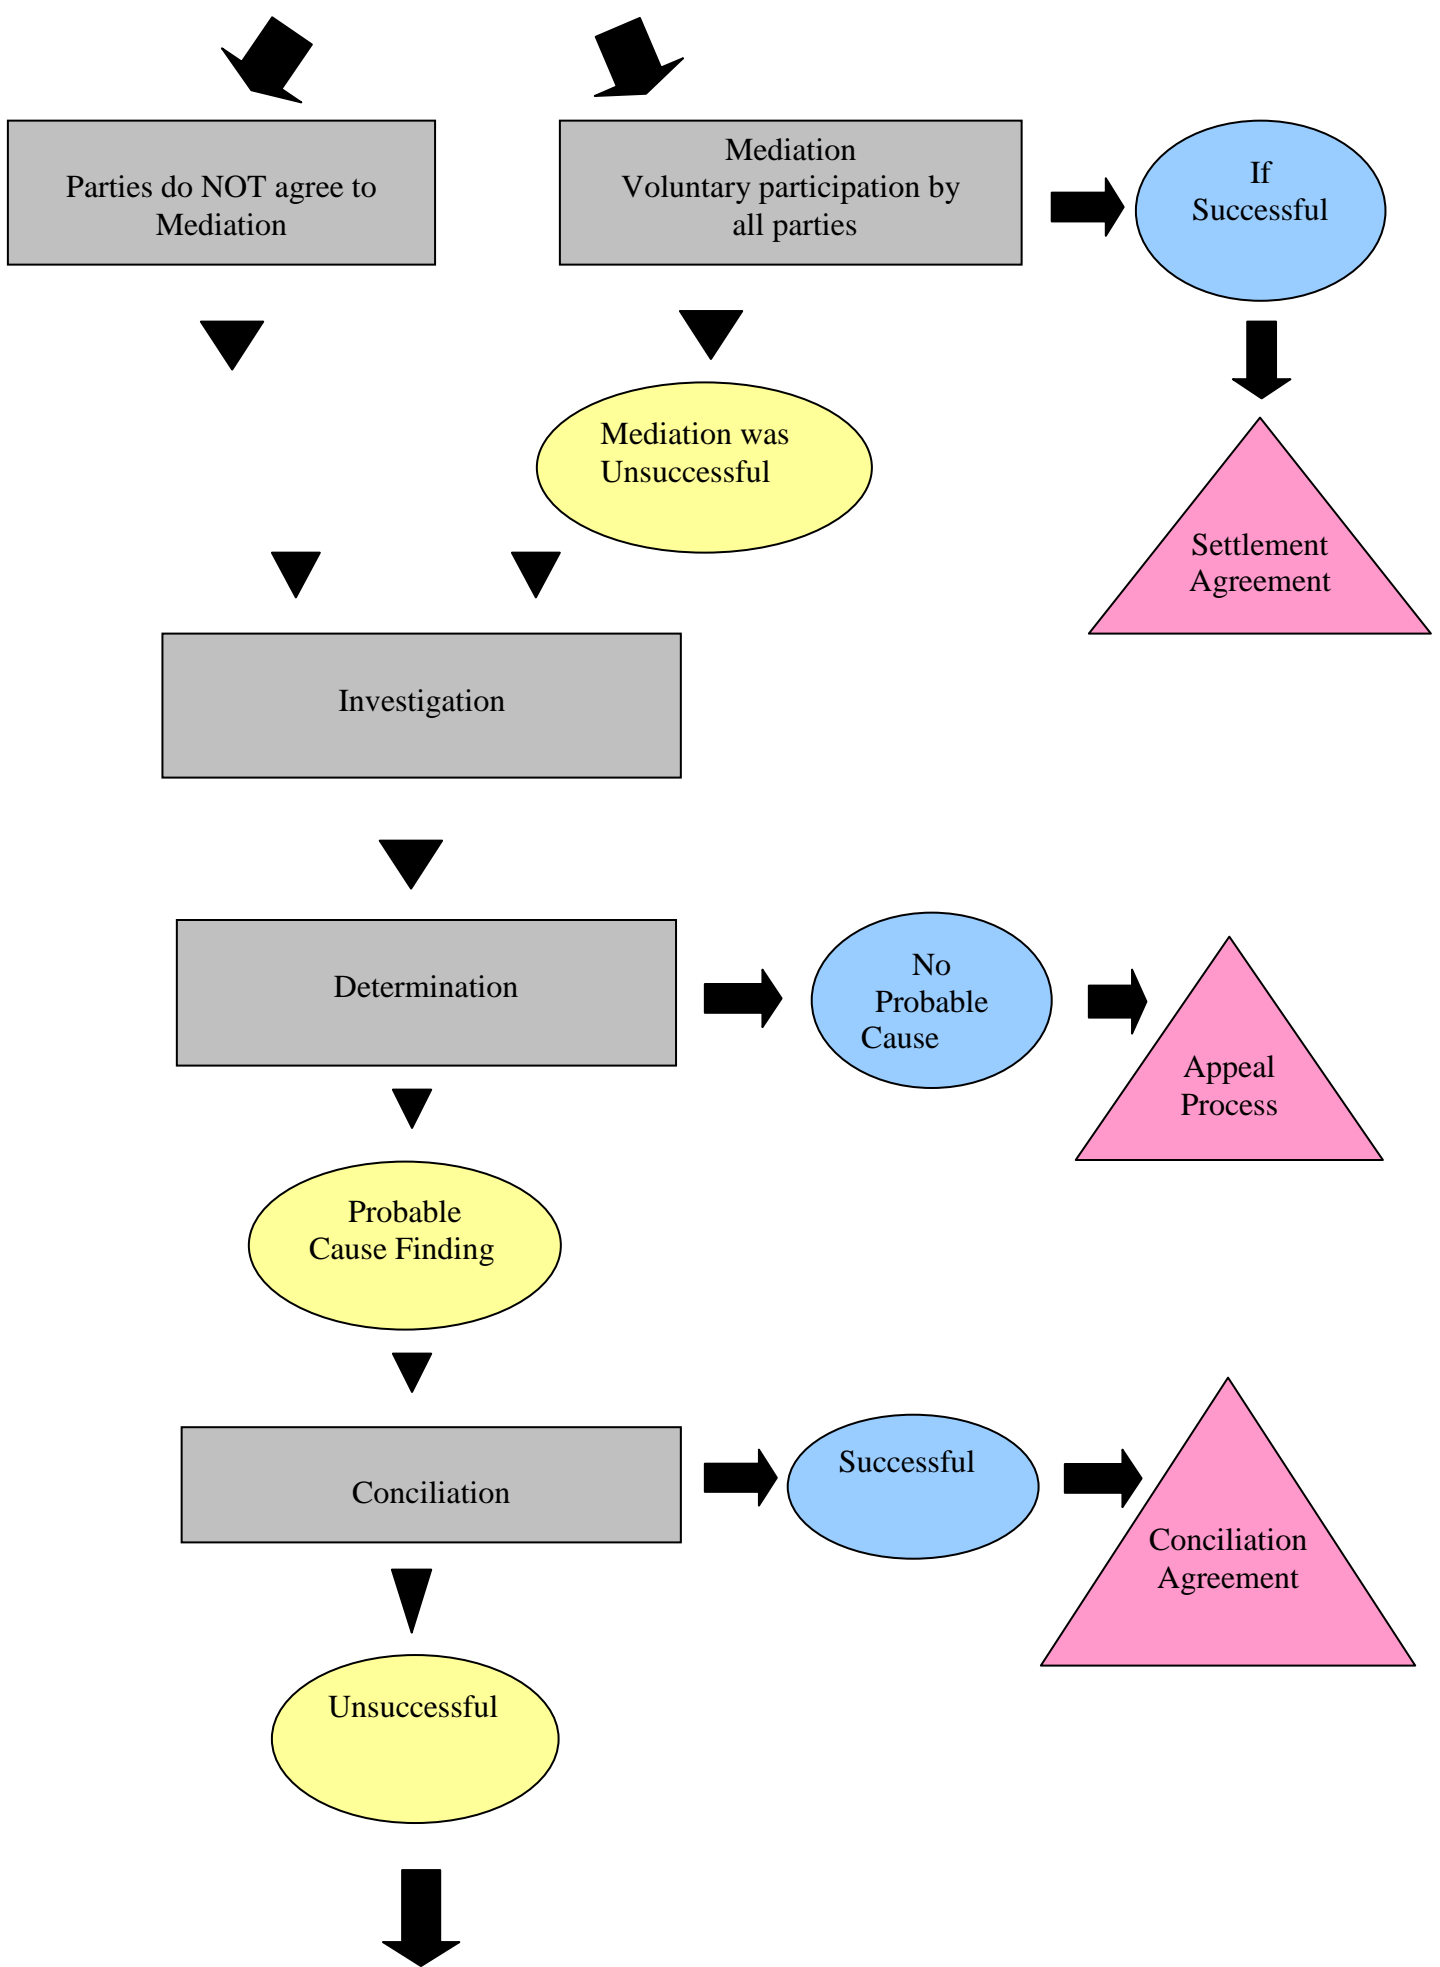 Parties do NOT agree to
Mediation
Mediation
Voluntary participation by
all parties
If
Successful
Mediation was
Unsuccessful
Settlement
Agreement
Investigation
Determination
No
Probable
Cause
Appeal
Process
Probable
Cause Finding
Conciliation
Successful
Conciliation
Agreement
Unsuccessful